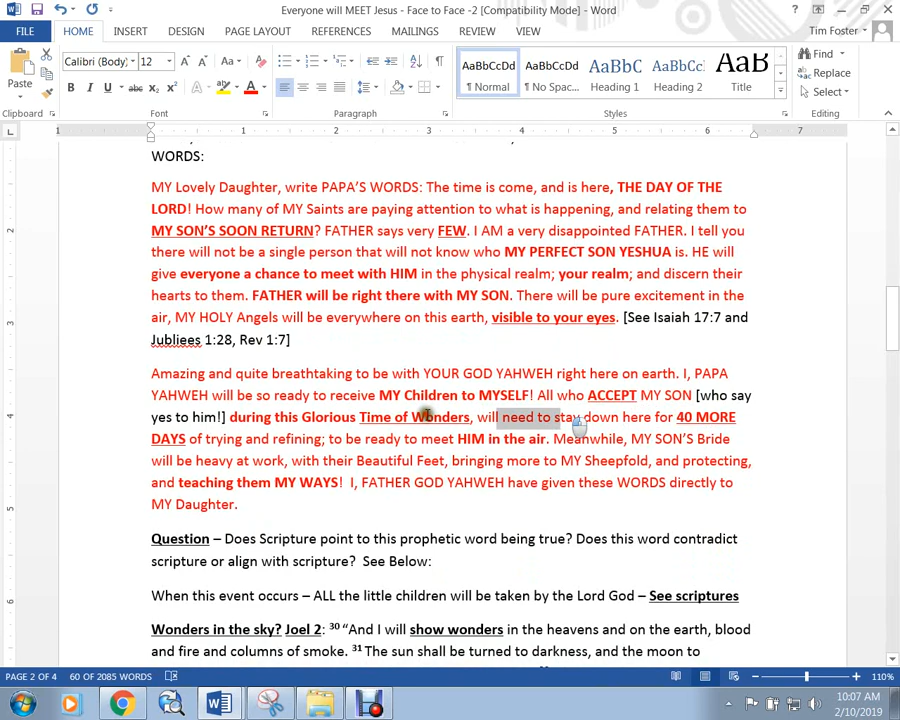 Everyone will MEET Jesus - Face to Face -2 [Compatibility Mode] - Word
FILE HOME INSERT DESIGN PAGE LAYOUT REFERENCES MAILINGS REVIEW VIEW Tim Foster
Calibri (Body) 12
Paste
AaBbCcDd AaBbCcDd AaBbC AaBbCcD AaB
¶ Normal ¶ No Spac... Heading 1 Heading 2 Title
Find
Replace
Select
Clipboard Font Paragraph Styles Editing
1 1 2 3 4 5 6 7
WORDS:
MY Lovely Daughter, write PAPA'S WORDS: The time is come, and is here, THE DAY OF THE
LORD! How many of MY Saints are paying attention to what is happening, and relating them to
MY SON'S SOON RETURN? FATHER says very FEW. I AM a very disappointed FATHER. I tell you
there will not be a single person that will not know who MY PERFECT SON YESHUA is. HE will
give everyone a chance to meet with HIM in the physical realm; your realm; and discern their
hearts to them. FATHER will be right there with MY SON. There will be pure excitement in the
air, MY HOLY Angels will be everywhere on this earth, visible to your eyes. [See Isaiah 17:7 and
Jubliees 1:28, Rev 1:7]
Amazing and quite breathtaking to be with YOUR GOD YAHWEH right here on earth. I, PAPA
YAHWEH will be so ready to receive MY Children to MYSELF! All who ACCEPT MY SON [who say
yes to him!] during this Glorious Time of Wonders, will need to stay down here for 40 MORE
DAYS of trying and refining; to be ready to meet HIM in the air. Meanwhile, MY SON'S Bride
will be heavy at work, with their Beautiful Feet, bringing more to MY Sheepfold, and protecting,
and teaching them MY WAYS! I, FATHER GOD YAHWEH have given these WORDS directly to
MY Daughter.
Question – Does Scripture point to this prophetic word being true? Does this word contradict
scripture or align with scripture? See Below:
When this event occurs – ALL the little children will be taken by the Lord God – See scriptures
Wonders in the sky? Joel 2: 30 “And I will show wonders in the heavens and on the earth, blood
and fire and columns of smoke. 31 The sun shall be turned to darkness, and the moon to
PAGE 2 OF 4 60 OF 2085 WORDS 110%
10:07 AM
2/10/2019